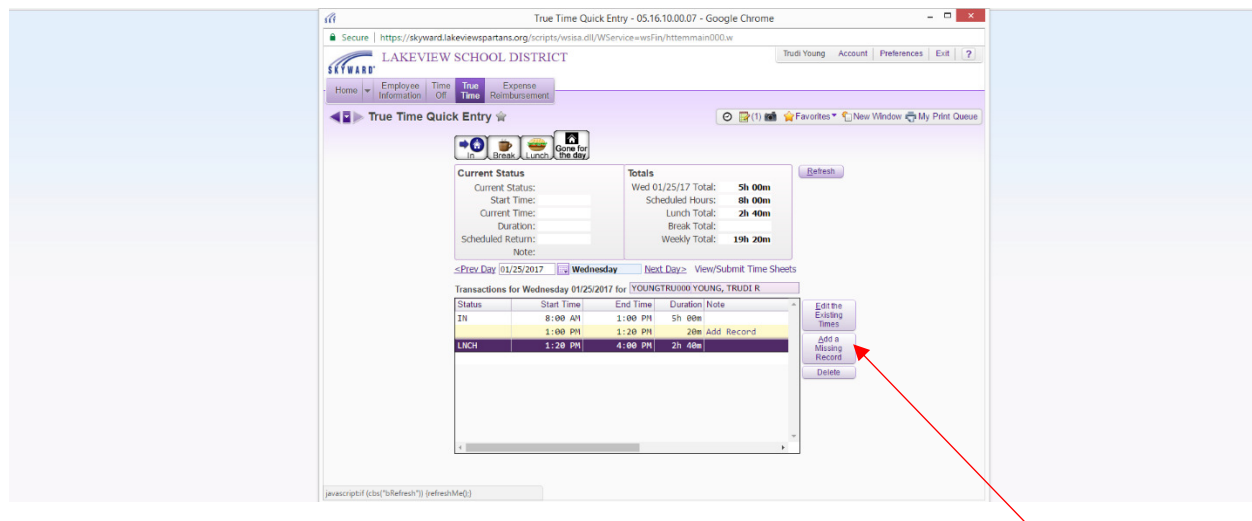 True Time Quick Entry - 05.16.10.00.07 - Google Chrome
Secure | https://skyward.lakeviewspartans.org/scripts/wsisa.dll/WService=wsFin/httemmain000.w
SKYWARD
LAKEVIEW SCHOOL DISTRICT
Trudi Young Account Preferences Exit ?
Home Employee Information Time Off True Time Expense Reimbursement
True Time Quick Entry (1) Favorites New Window My Print Queue
In Break Lunch Gone for the day
Current Status Totals Refresh
Current Status: Wed 01/25/17 Total: 5h 00m
Start Time: Scheduled Hours: 8h 00m
Current Time: Lunch Total: 2h 40m
Duration: Break Total:
Scheduled Return: Weekly Total: 19h 20m
Note:
<Prev Day 01/25/2017 Wednesday Next Day> View/Submit Time Sheets
Transactions for Wednesday 01/25/2017 for YOUNGTRU000 YOUNG, TRUDI R
Status Start Time End Time Duration Note
IN 8:00 AM 1:00 PM 5h 00m
1:00 PM 1:20 PM 20m Add Record
LNCH 1:20 PM 4:00 PM 2h 40m
Edit the Existing Times
Add a Missing Record
Delete
javascript:if (cbs("bRefresh")) {refreshMe();}